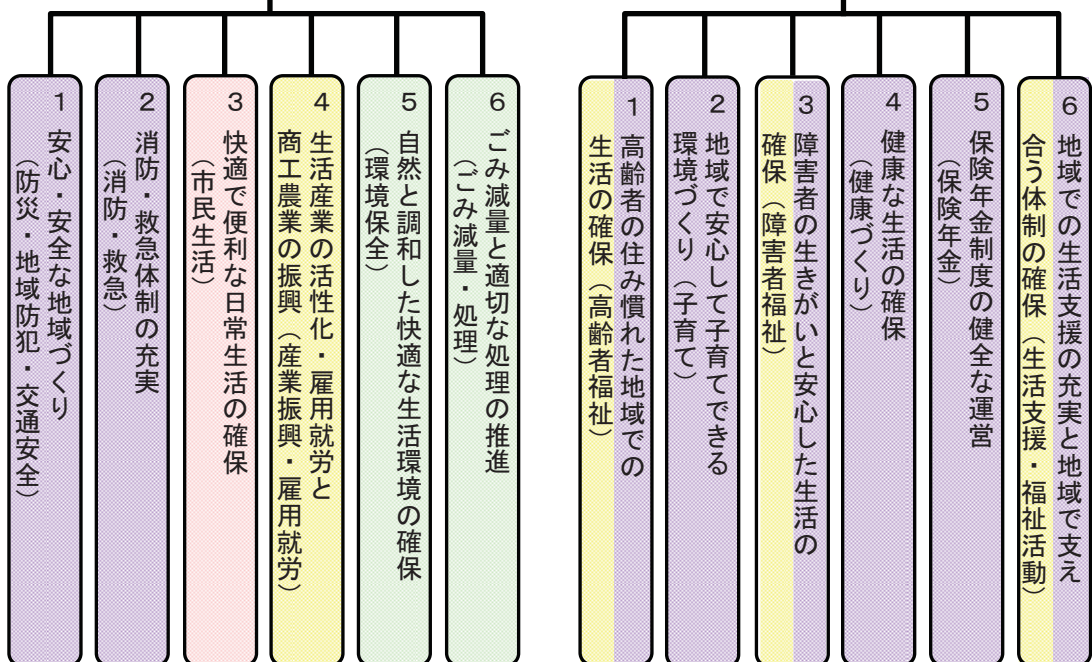 1 安心・安全な地域づくり
（防災・地域防犯・交通安全）
2 消防・救急体制の充実
（消防・救急）
3 快適で便利な日常生活の確保
（市民生活）
4 生活産業の活性化・雇用就労と
商工農業の振興（産業振興・雇用就労）
5 自然と調和した快適な生活環境の確保
（環境保全）
6 ごみ減量と適切な処理の推進
（ごみ減量・処理）
1 高齢者の住み慣れた地域での
生活の確保（高齢者福祉）
2 地域で安心して子育てできる
環境づくり（子育て）
3 障害者の生きがいと安心した生活の
確保（障害者福祉）
4 健康な生活の確保
（健康づくり）
5 保険年金制度の健全な運営
（保険年金）
6 地域での生活支援の充実と地域で支え
合う体制の確保（生活支援・福祉活動）